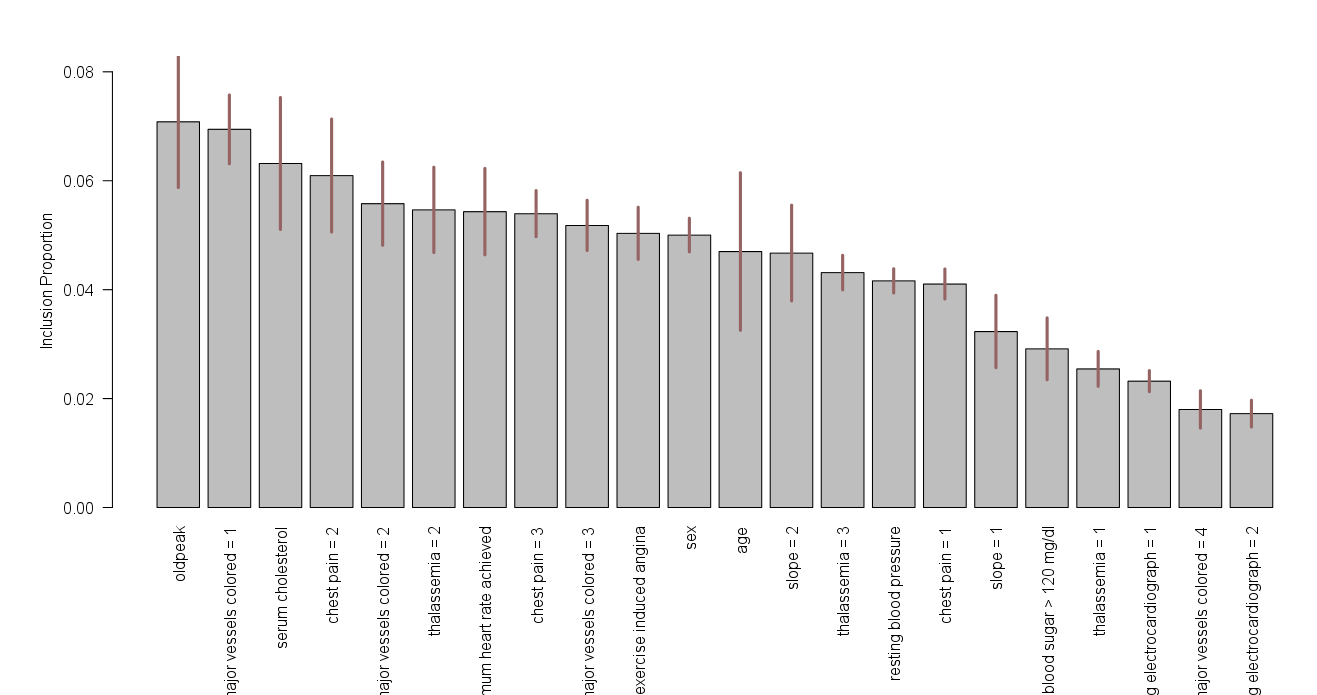 0.08
0.06
0.04
0.02
0.00
Inclusion Proportion
oldpeak
major vessels colored = 1
serum cholesterol
chest pain = 2
major vessels colored = 2
thalassemia = 2
mum heart rate achieved
chest pain = 3
major vessels colored = 3
exercise induced angina
sex
age
slope = 2
thalassemia = 3
resting blood pressure
chest pain = 1
slope = 1
blood sugar > 120 mg/dl
thalassemia = 1
g electrocardiograph = 1
ajor vessels colored = 4
g electrocardiograph = 2